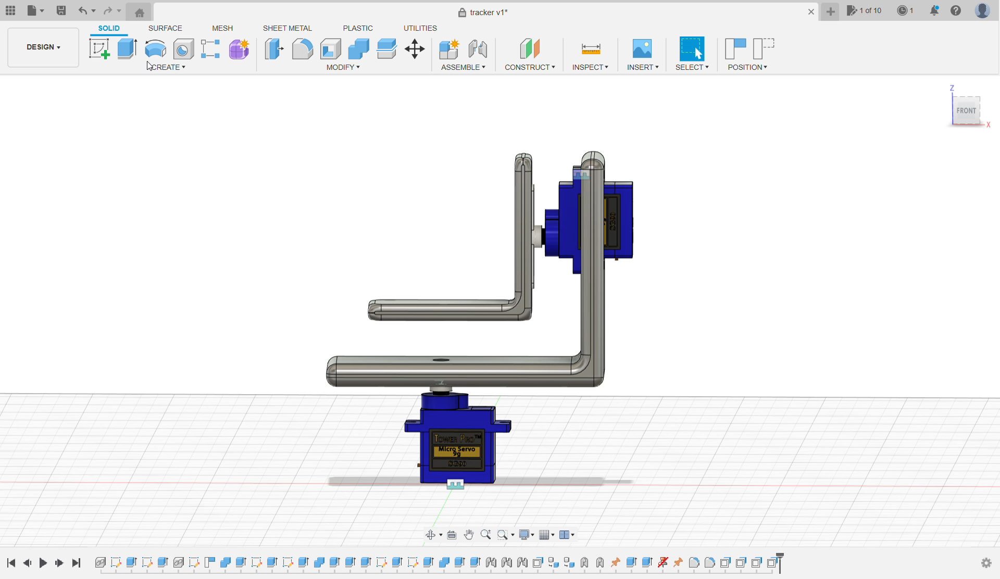 tracker v1*
1 of 10
1
DESIGN
SOLID
SURFACE
MESH
SHEET METAL
PLASTIC
UTILITIES
CREATE
MODIFY
ASSEMBLE
CONSTRUCT
INSPECT
INSERT
SELECT
POSITION
Z
FRONT
X
SG90
TOWER PRO™
Micro Servo
9g
SG90